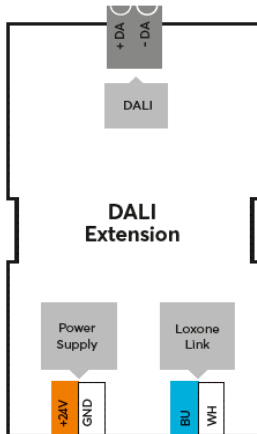 + DA
- DA
DALI
DALI
Extension
Power
Supply
Loxone
Link
+24V
GND
BU
WH